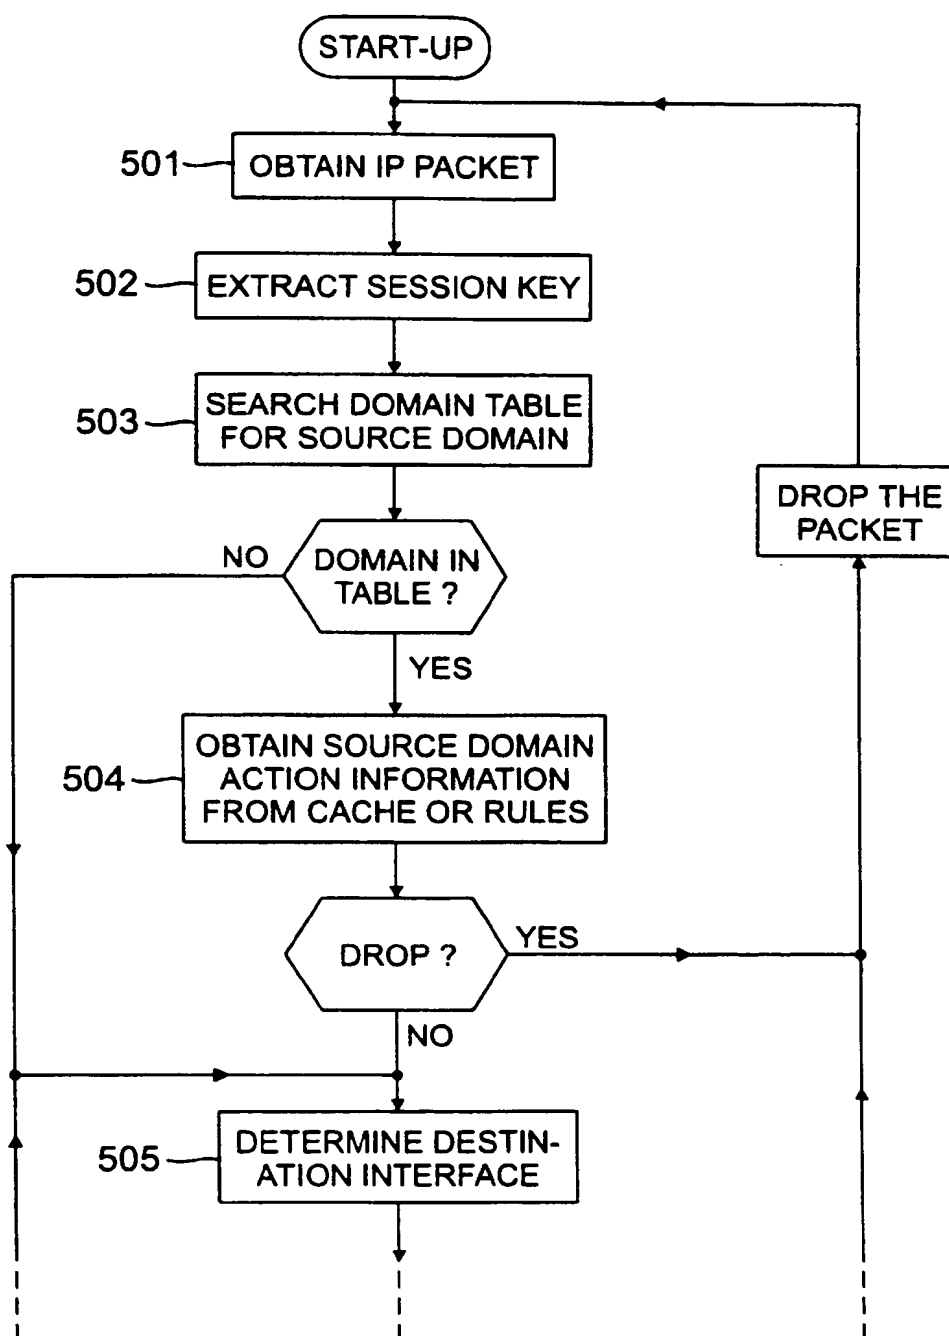 START-UP
501
OBTAIN IP PACKET
502
EXTRACT SESSION KEY
503
SEARCH DOMAIN TABLE
FOR SOURCE DOMAIN
DROP THE
PACKET
NO
DOMAIN IN
TABLE ?
YES
504
OBTAIN SOURCE DOMAIN
ACTION INFORMATION
FROM CACHE OR RULES
DROP ?
YES
NO
505
DETERMINE DESTIN-
ATION INTERFACE